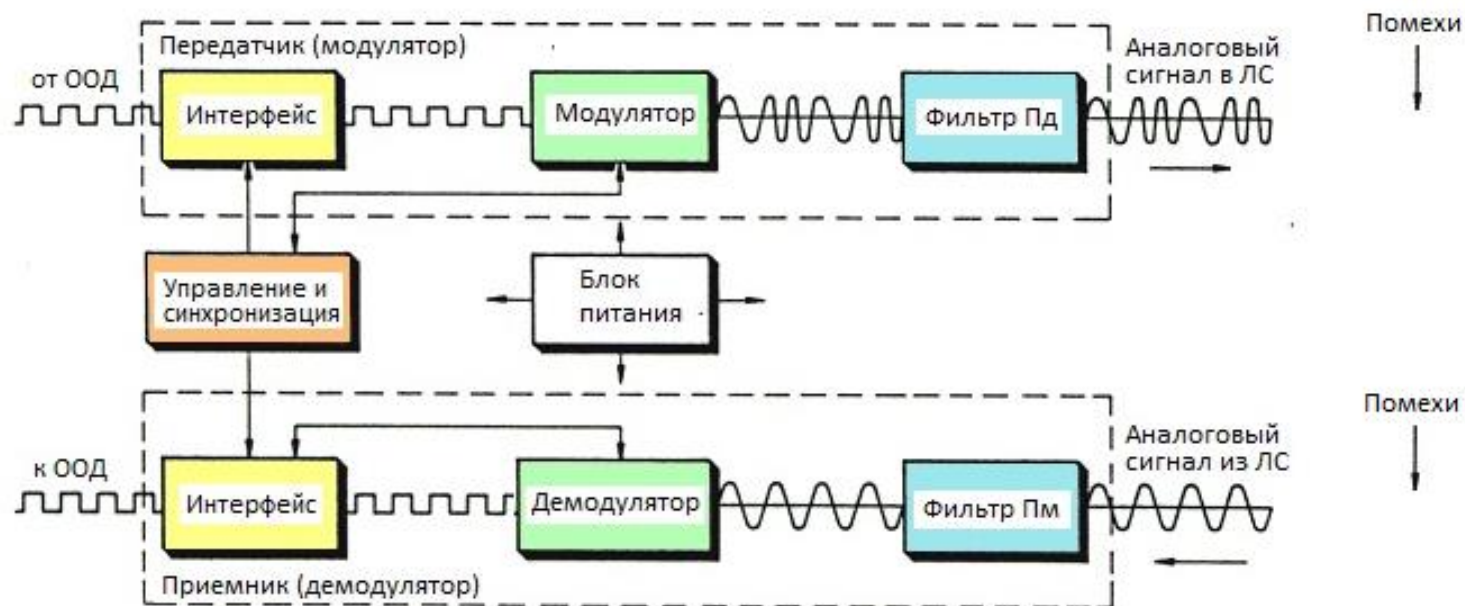 Помехи
Передатчик (модулятор)
Аналоговый
сигнал в ЛС
от ООД
Интерфейс
Модулятор
Фильтр Пд
Управление и
синхронизация
Блок
питания
Помехи
Аналоговый
сигнал из ЛС
к ООД
Интерфейс
Демодулятор
Фильтр Пм
Приемник (демодулятор)